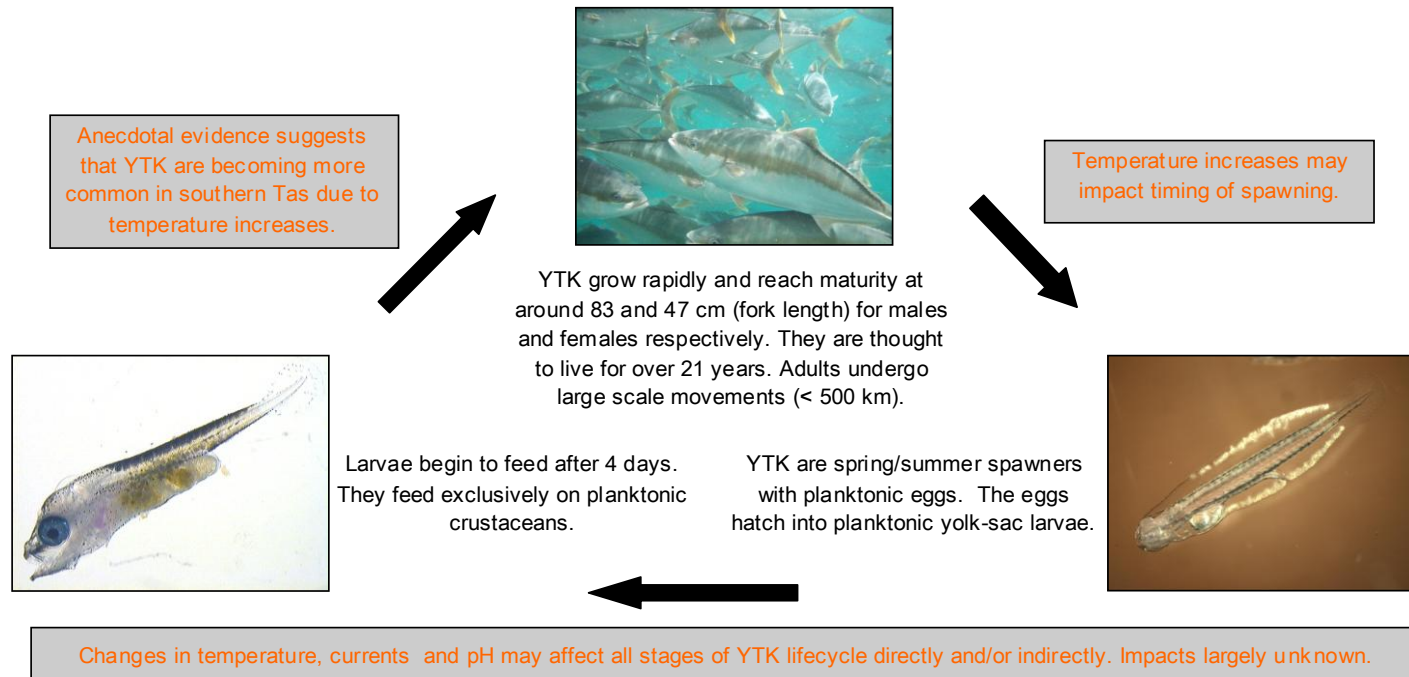 Anecdotal evidence suggests
that YTK are becoming more
common in southern Tas due to
temperature increases.
Temperature increases may
impact timing of spawning.
YTK grow rapidly and reach maturity at
around 83 and 47 cm (fork length) for males
and females respectively. They are thought
to live for over 21 years. Adults undergo
large scale movements (< 500 km).
Larvae begin to feed after 4 days.
They feed exclusively on planktonic
crustaceans.
YTK are spring/summer spawners
with planktonic eggs. The eggs
hatch into planktonic yolk-sac larvae.
Changes in temperature, currents and pH may affect all stages of YTK lifecycle directly and/or indirectly. Impacts largely unknown.